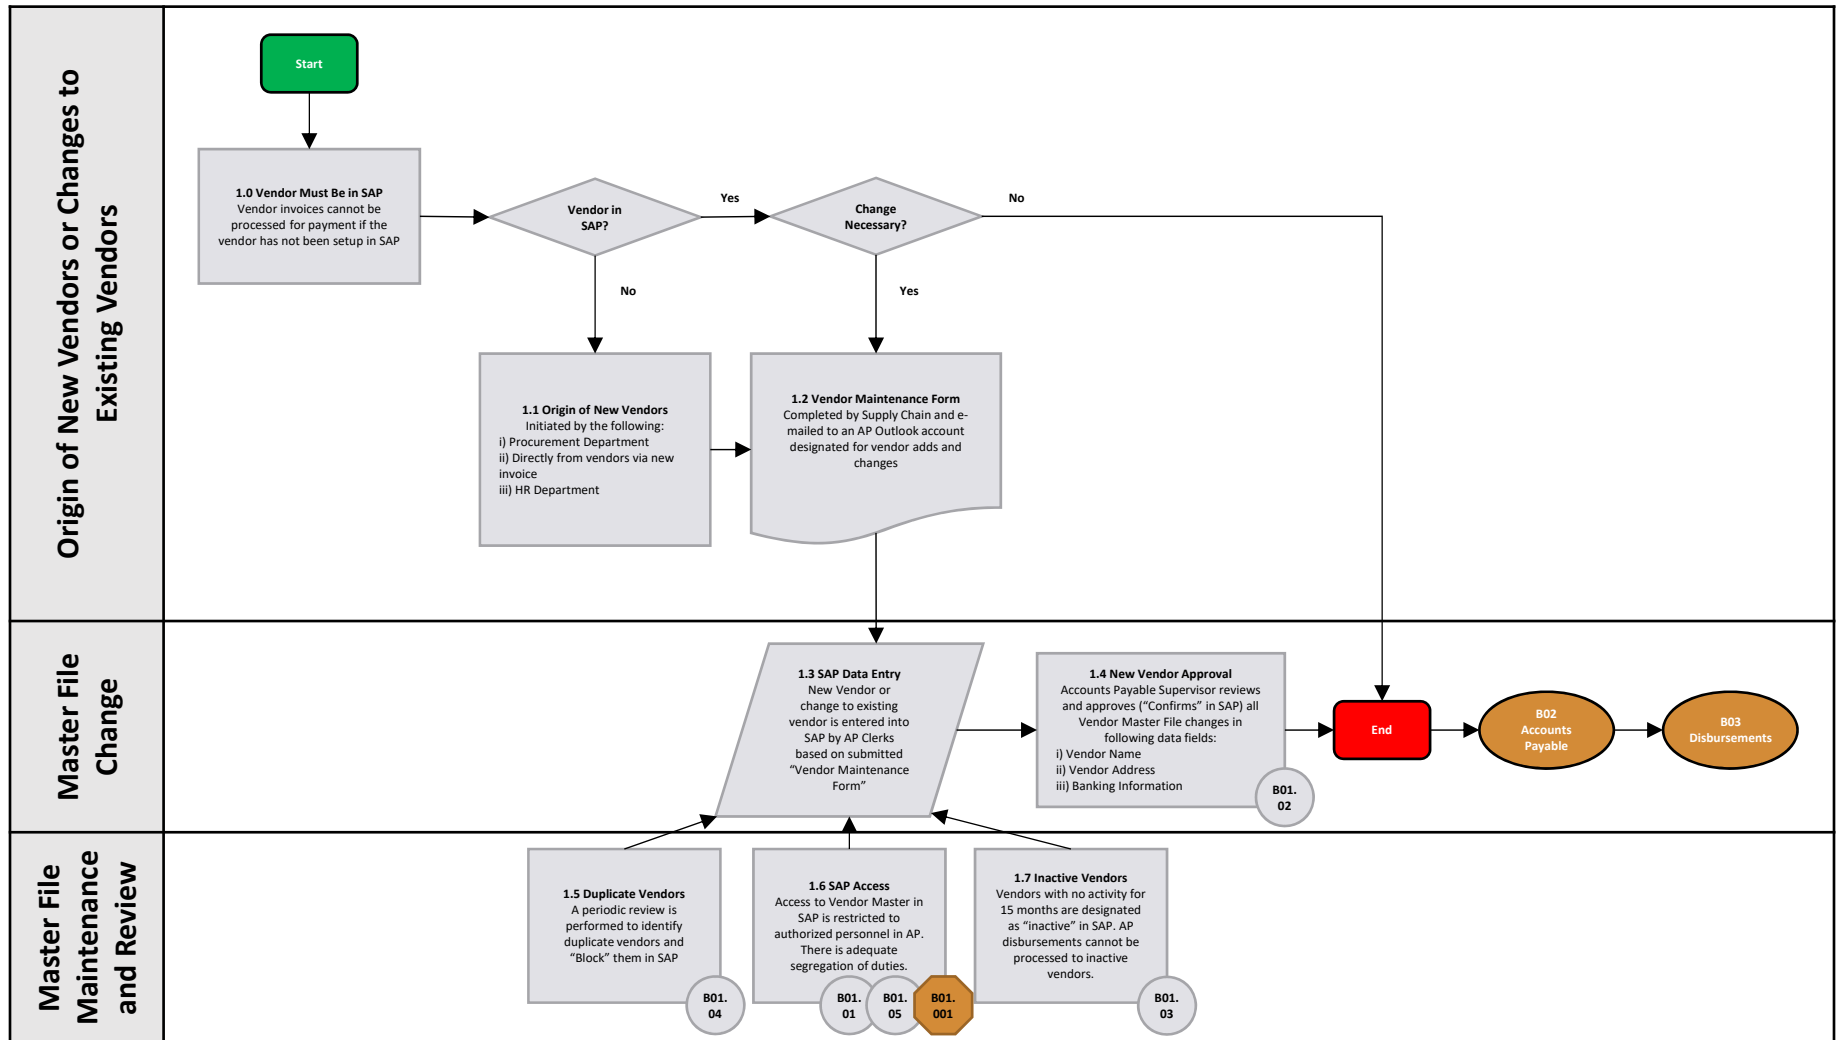 Origin of New Vendors or Changes to
Existing Vendors
Start
1.0 Vendor Must Be in SAP
Vendor invoices cannot be
processed for payment if the
vendor has not been setup in SAP
Vendor in
SAP?
Yes
Change
Necessary?
No
No
Yes
1.1 Origin of New Vendors
Initiated by the following:
i) Procurement Department
ii) Directly from vendors via new
invoice
iii) HR Department
1.2 Vendor Maintenance Form
Completed by Supply Chain and e-
mailed to an AP Outlook account
designated for vendor adds and
changes
Master File
Change
1.3 SAP Data Entry
New Vendor or
change to existing
vendor is entered into
SAP by AP Clerks
based on submitted
“Vendor Maintenance
Form”
1.4 New Vendor Approval
Accounts Payable Supervisor reviews
and approves (“Confirms” in SAP) all
Vendor Master File changes in
following data fields:
i) Vendor Name
ii) Vendor Address
iii) Banking Information
B01.
02
End
B02
Accounts
Payable
B03
Disbursements
Master File
Maintenance
and Review
1.5 Duplicate Vendors
A periodic review is
performed to identify
duplicate vendors and
“Block” them in SAP
B01.
04
1.6 SAP Access
Access to Vendor Master in
SAP is restricted to
authorized personnel in AP.
There is adequate
segregation of duties.
B01.
01
B01.
05
B01.
001
1.7 Inactive Vendors
Vendors with no activity for
15 months are designated
as “inactive” in SAP. AP
disbursements cannot be
processed to inactive
vendors.
B01.
03